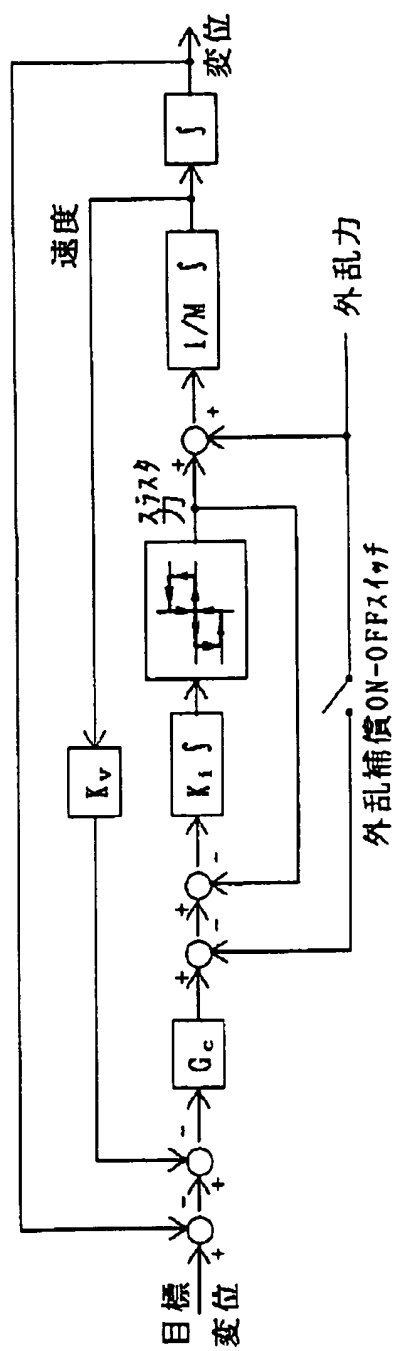 目標
変位
+
-
+
-
Gc
+
-
+
-
Ki ∫
スラスタ
力
+
+
1/M ∫
∫
変位
速度
Kv
外乱力
外乱補償ON-OFFスイッチ